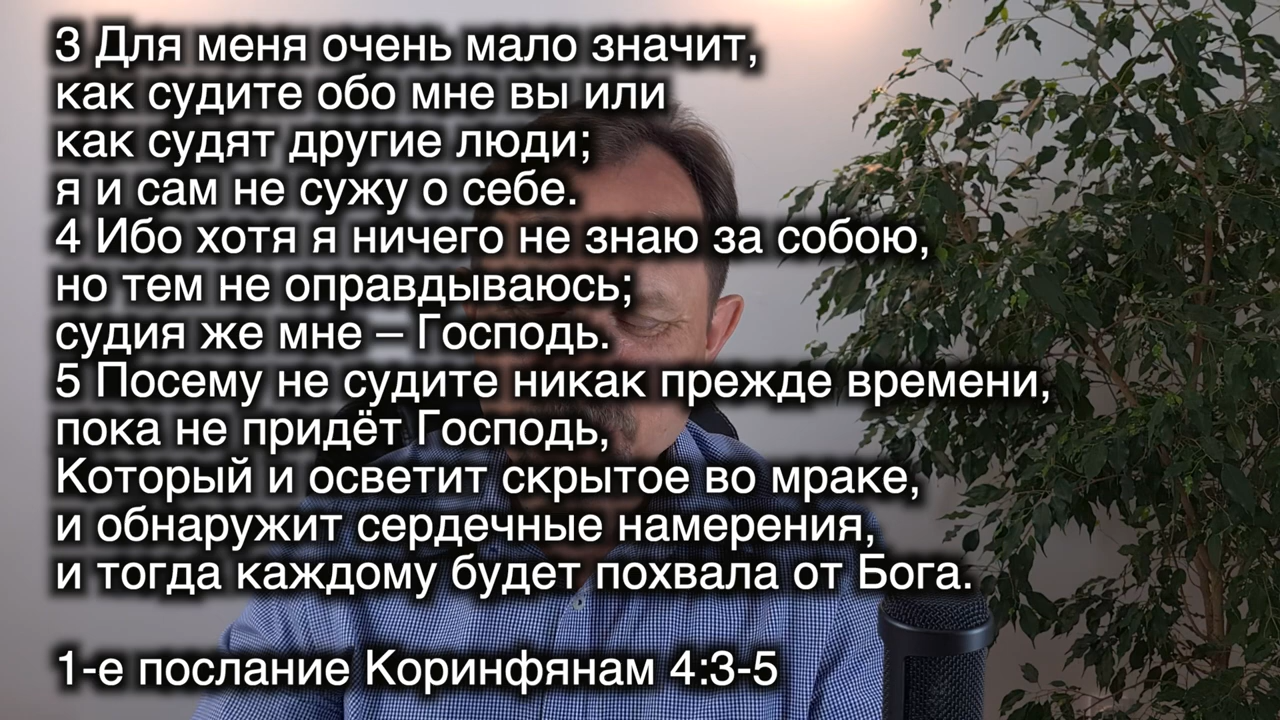 3 Для меня очень мало значит,
как судите обо мне вы или
как судят другие люди;
я и сам не сужу о себе.
4 Ибо хотя я ничего не знаю за собою,
но тем не оправдываюсь;
судия же мне – Господь.
5 Посему не судите никак прежде времени,
пока не придёт Господь,
Который и осветит скрытое во мраке,
и обнаружит сердечные намерения,
и тогда каждому будет похвала от Бога.
1-е послание Коринфянам 4:3-5